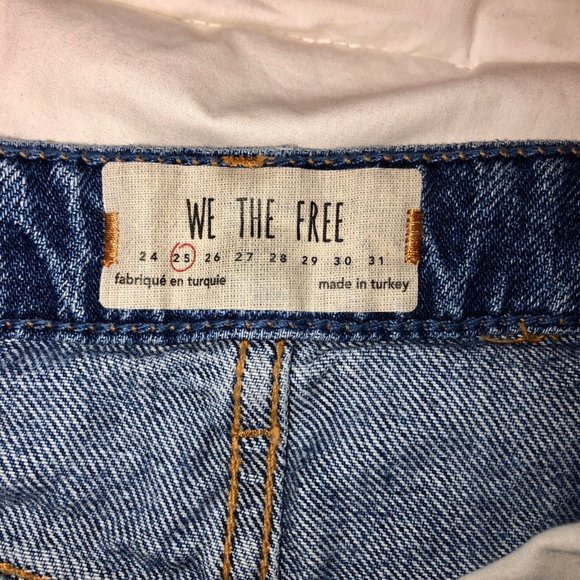 WE THE FREE
24 25 26 27 28 29 30 31
fabriqué en turquie made in turkey